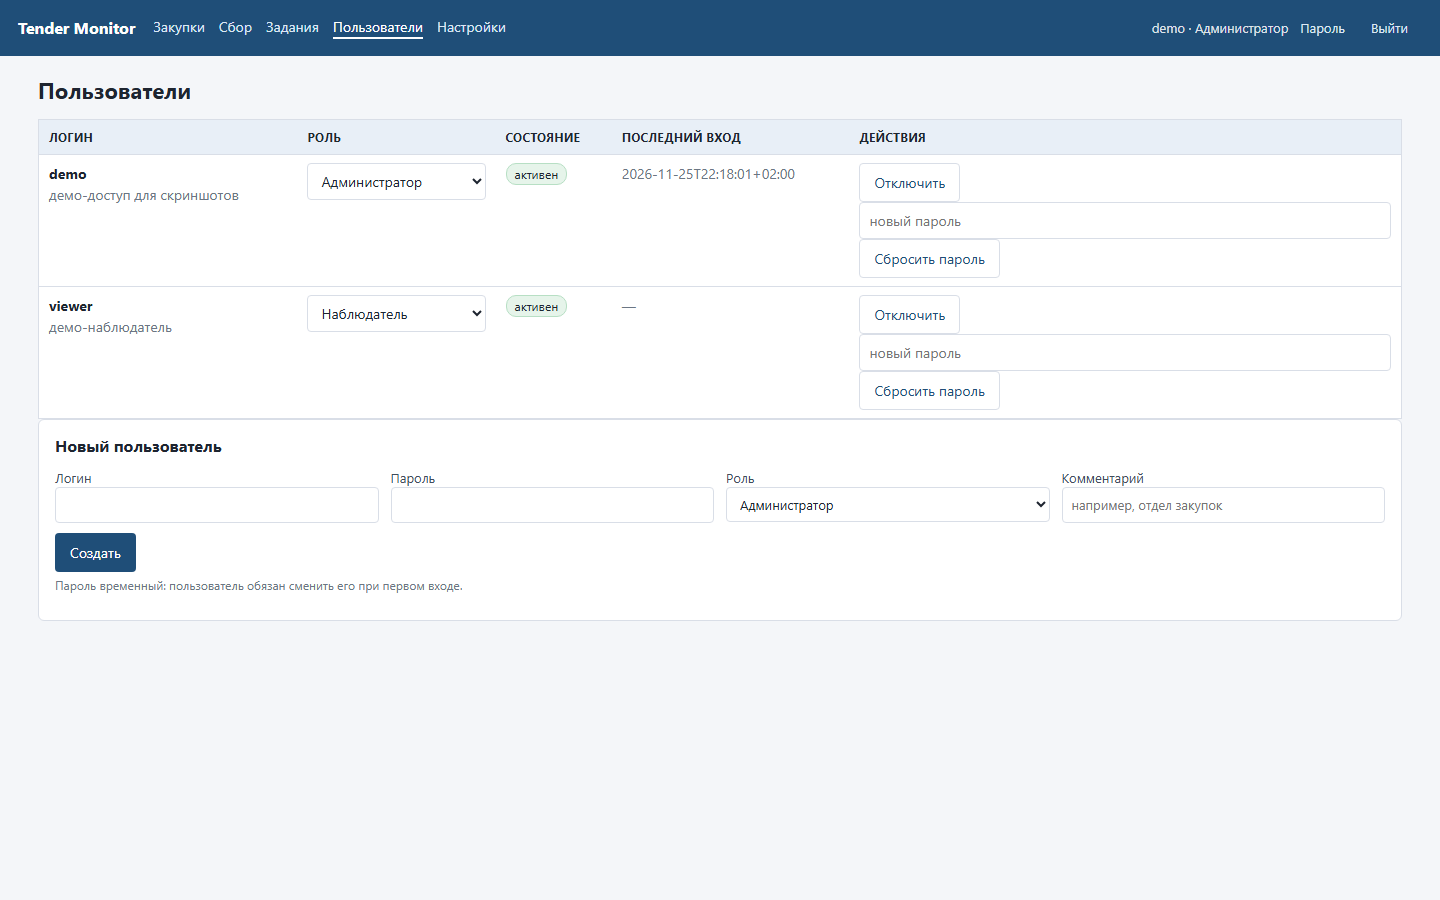 Tender Monitor Закупки Сбор Задания Пользователи Настройки demo · Администратор Пароль Выйти
Пользователи
ЛОГИН РОЛЬ СОСТОЯНИЕ ПОСЛЕДНИЙ ВХОД ДЕЙСТВИЯ
demo Администратор активен 2026-11-25T22:18:01+02:00 Отключить
демо-доступ для скриншотов
новый пароль
Сбросить пароль
viewer Наблюдатель активен — Отключить
демо-наблюдатель
новый пароль
Сбросить пароль
Новый пользователь
Логин Пароль Роль Комментарий
Администратор например, отдел закупок
Создать
Пароль временный: пользователь обязан сменить его при первом входе.